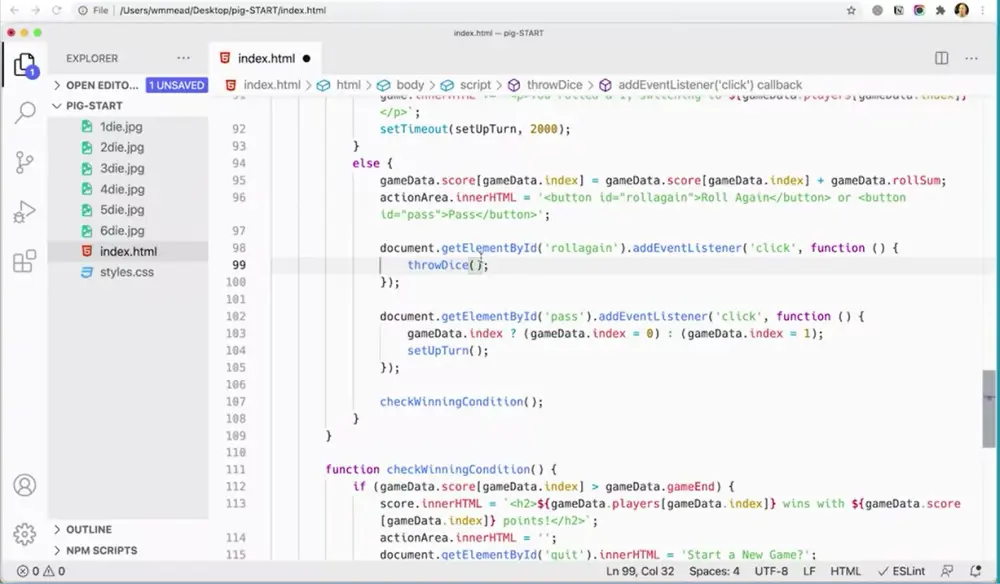 File | /Users/wmmead/Desktop/pig-START/index.html
index.html — pig-START
EXPLORER ···
index.html
OPEN EDITO... 1 UNSAVED
index.html > html > body > script > throwDice > addEventListener('click') callback
PIG-START
1die.jpg
2die.jpg
3die.jpg
4die.jpg
5die.jpg
6die.jpg
index.html
styles.css
OUTLINE
NPM SCRIPTS
1
${gameData.players[gameData.index]}
</p>`;
92 setTimeout(setUpTurn, 2000);
93 }
94 else {
95 gameData.score[gameData.index] = gameData.score[gameData.index] + gameData.rollSum;
96 actionArea.innerHTML = '<button id="rollagain">Roll Again</button> or <button
id="pass">Pass</button>';
97
98 document.getElementById('rollagain').addEventListener('click', function () {
99 throwDice();
100 });
101
102 document.getElementById('pass').addEventListener('click', function () {
103 gameData.index ? (gameData.index = 0) : (gameData.index = 1);
104 setUpTurn();
105 });
106
107 checkWinningCondition();
108 }
109 }
110
111 function checkWinningCondition() {
112 if (gameData.score[gameData.index] > gameData.gameEnd) {
113 score.innerHTML = `<h2>${gameData.players[gameData.index]} wins with ${gameData.score
[gameData.index]} points!</h2>`;
114 actionArea.innerHTML = '';
115 document.getElementById('quit').innerHTML = 'Start a New Game?';
0 0 Ln 99, Col 32 Spaces: 4 UTF-8 LF HTML ESLint